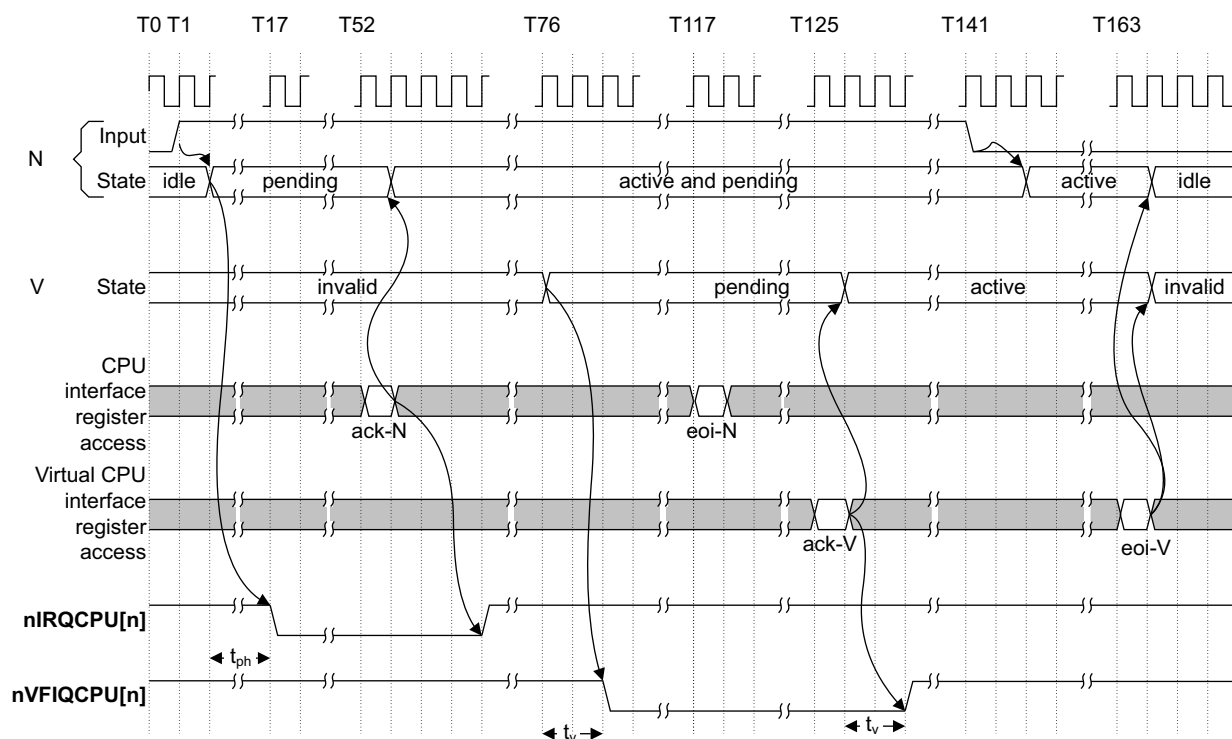 T0 T1 T17 T52 T76 T117 T125 T141 T163
N
Input
State idle pending active and pending active idle
V State invalid pending active invalid
CPU
interface
register
access
ack-N eoi-N
Virtual CPU
interface
register
access
ack-V eoi-V
nIRQCPU[n]
tph
nVFIQCPU[n]
tv tv